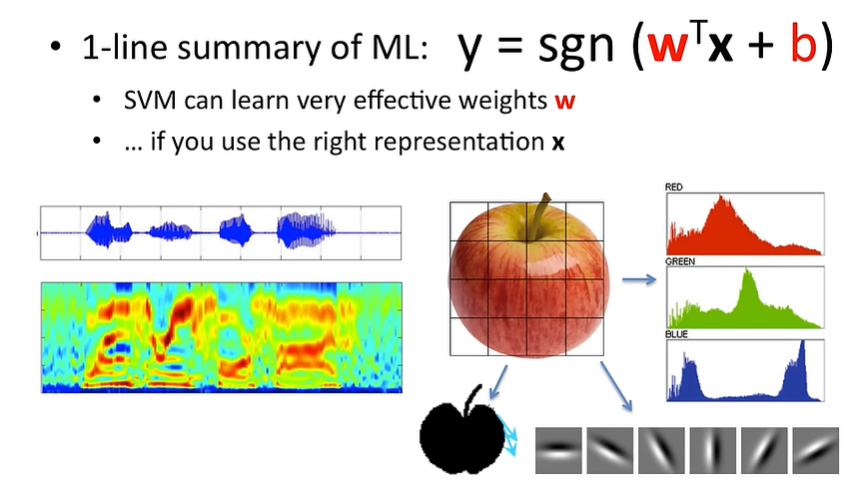 • 1-line summary of ML: y = sgn (wᵀx + b)
• SVM can learn very effective weights w
• ... if you use the right representation x
RED
GREEN
BLUE